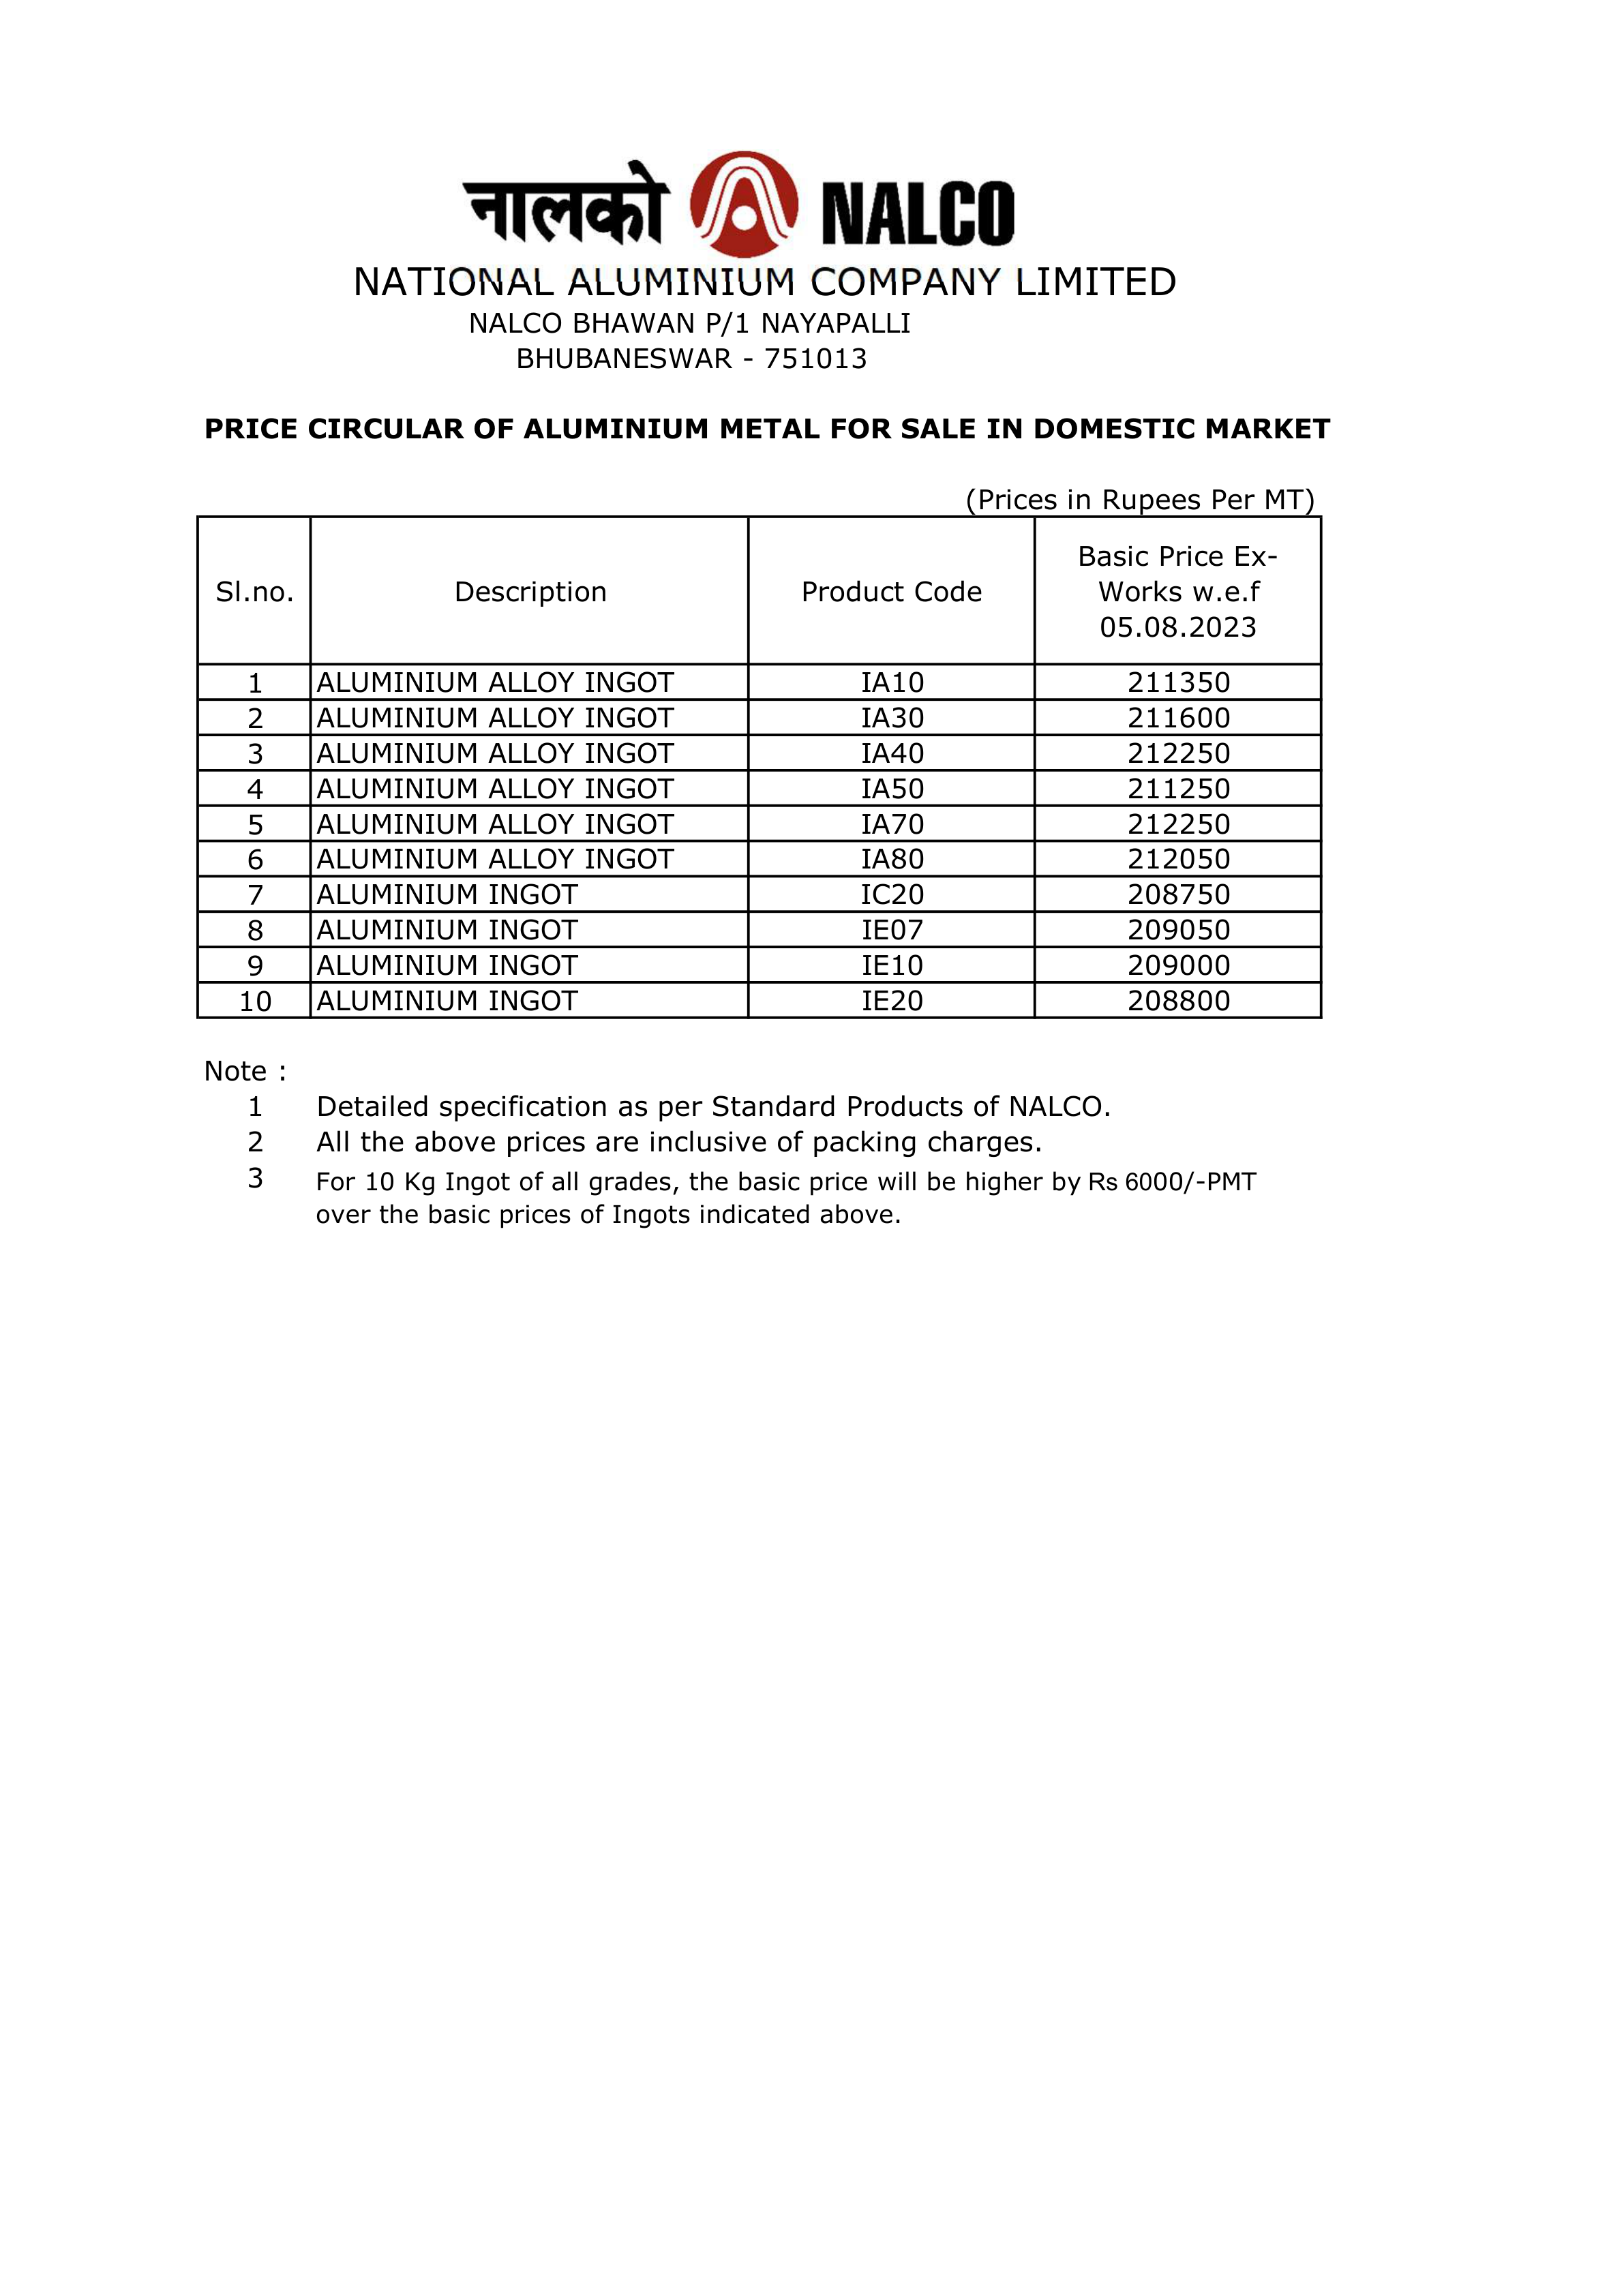 नालको NALCO
NATIONAL ALUMINIUM COMPANY LIMITED
NALCO BHAWAN P/1 NAYAPALLI
BHUBANESWAR - 751013
PRICE CIRCULAR OF ALUMINIUM METAL FOR SALE IN DOMESTIC MARKET
(Prices in Rupees Per MT)
Sl.no. Description Product Code Basic Price Ex-
Works w.e.f
05.08.2023
1 ALUMINIUM ALLOY INGOT IA10 211350
2 ALUMINIUM ALLOY INGOT IA30 211600
3 ALUMINIUM ALLOY INGOT IA40 212250
4 ALUMINIUM ALLOY INGOT IA50 211250
5 ALUMINIUM ALLOY INGOT IA70 212250
6 ALUMINIUM ALLOY INGOT IA80 212050
7 ALUMINIUM INGOT IC20 208750
8 ALUMINIUM INGOT IE07 209050
9 ALUMINIUM INGOT IE10 209000
10 ALUMINIUM INGOT IE20 208800
Note :
1 Detailed specification as per Standard Products of NALCO.
2 All the above prices are inclusive of packing charges.
3 For 10 Kg Ingot of all grades, the basic price will be higher by Rs 6000/-PMT
over the basic prices of Ingots indicated above.